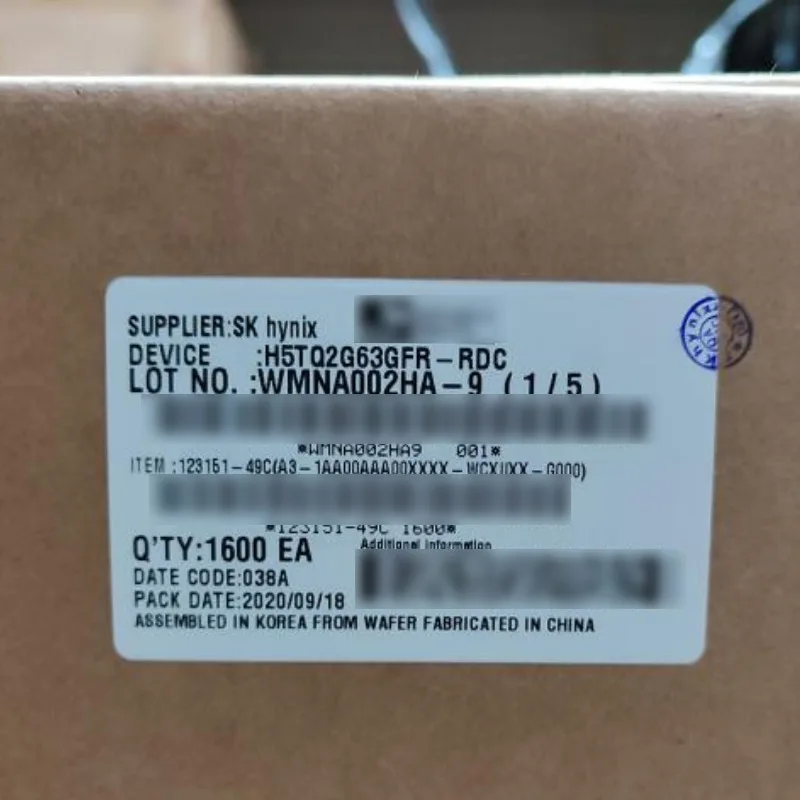 SUPPLIER:SK hynix
DEVICE :H5TQ2G63GFR-RDC
LOT NO. :WMNA002HA-9 (1/5)
*WMNA002HA9 001*
ITEM :123151-49C(A3-1AA00AAA00XXXX-WCXJJXX-G000)
*123151-49C 1600*
Q'TY:1600 EA
Additional information
DATE CODE:038A
PACK DATE:2020/09/18
ASSEMBLED IN KOREA FROM WAFER FABRICATED IN CHINA